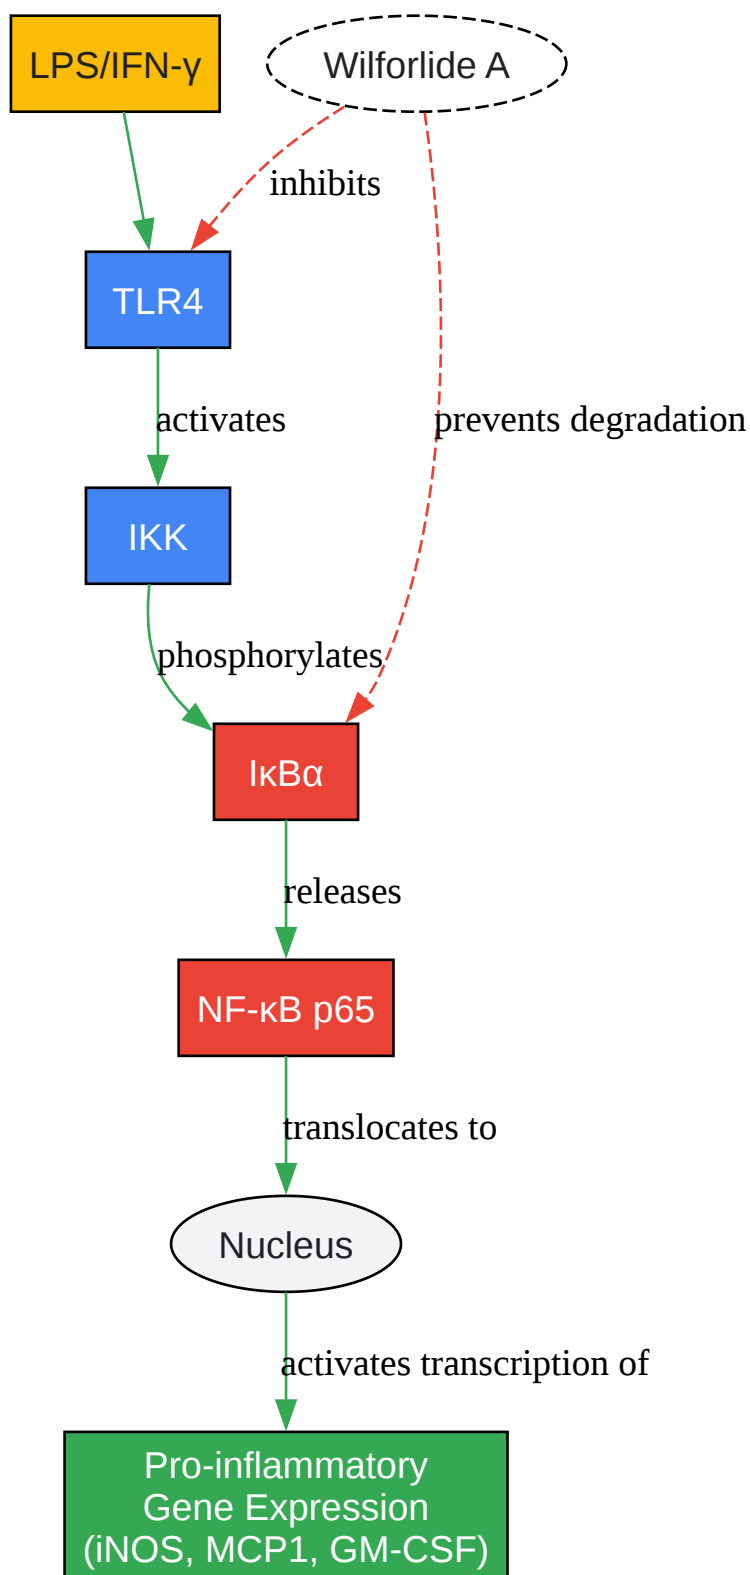 LPS/IFN-γ
Wilforlide A
inhibits
TLR4
activates
prevents degradation
IKK
phosphorylates
IκBα
releases
NF-κB p65
translocates to
Nucleus
activates transcription of
Pro-inflammatory
Gene Expression
(iNOS, MCP1, GM-CSF)